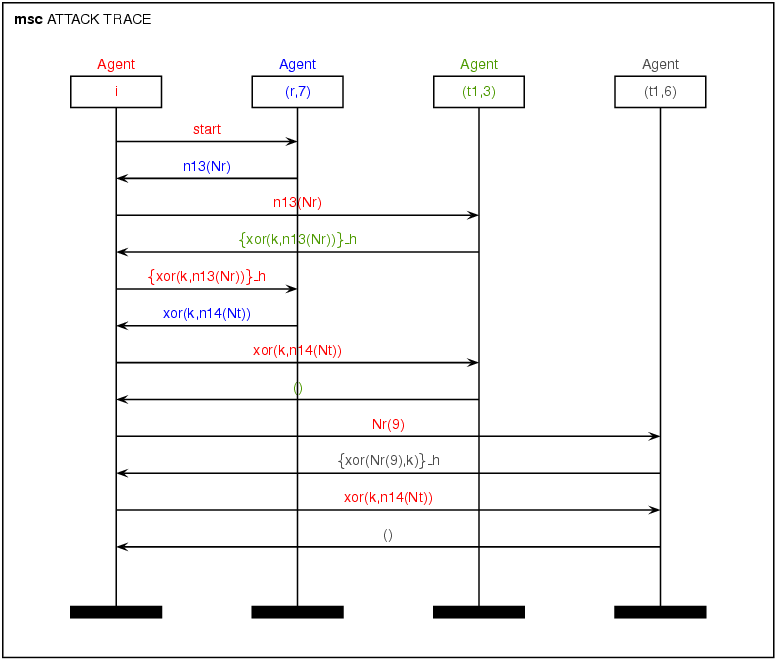 msc ATTACK TRACE
Agent Agent Agent Agent
i (r,7) (t1,3) (t1,6)
start
n13(Nr)
n13(Nr)
{xor(k,n13(Nr))}_h
{xor(k,n13(Nr))}_h
xor(k,n14(Nt))
xor(k,n14(Nt))
()
Nr(9)
{xor(Nr(9),k)}_h
xor(k,n14(Nt))
()